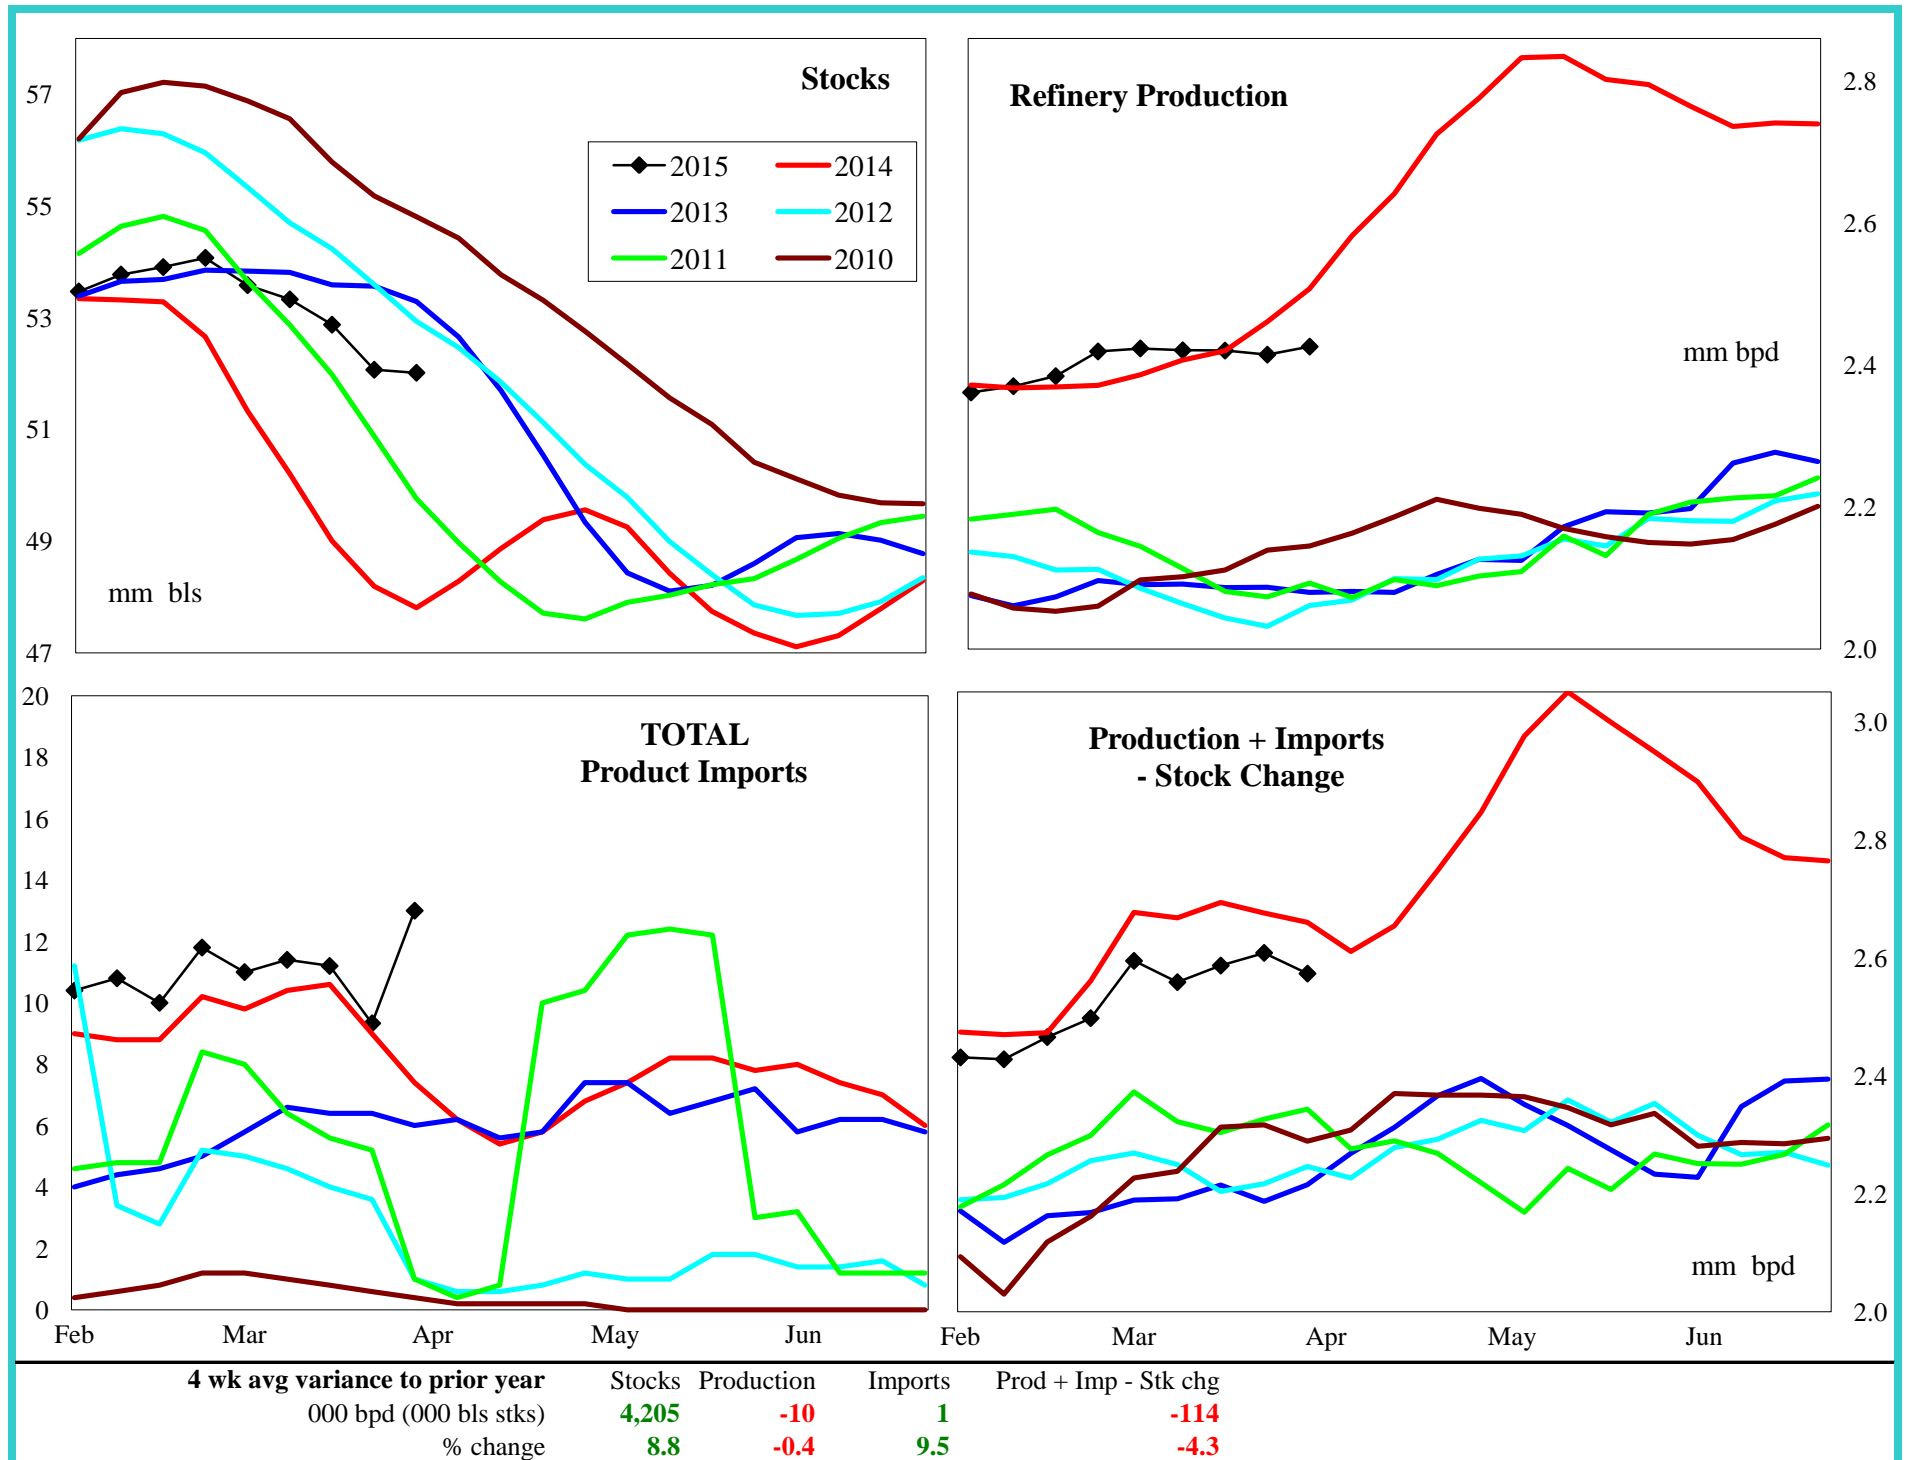 Stocks
57
55
53
51
49
47
2015 2014
2013 2012
2011 2010
mm bls
Refinery Production
2.8
2.6
2.4
2.2
2.0
mm bpd
TOTAL
Product Imports
20
18
16
14
12
10
8
6
4
2
0
Feb Mar Apr May Jun
Production + Imports
- Stock Change
3.0
2.8
2.6
2.4
2.2
2.0
mm bpd
Feb Mar Apr May Jun
4 wk avg variance to prior year Stocks Production Imports Prod + Imp - Stk chg
000 bpd (000 bls stks) 4,205 -10 1 -114
% change 8.8 -0.4 9.5 -4.3